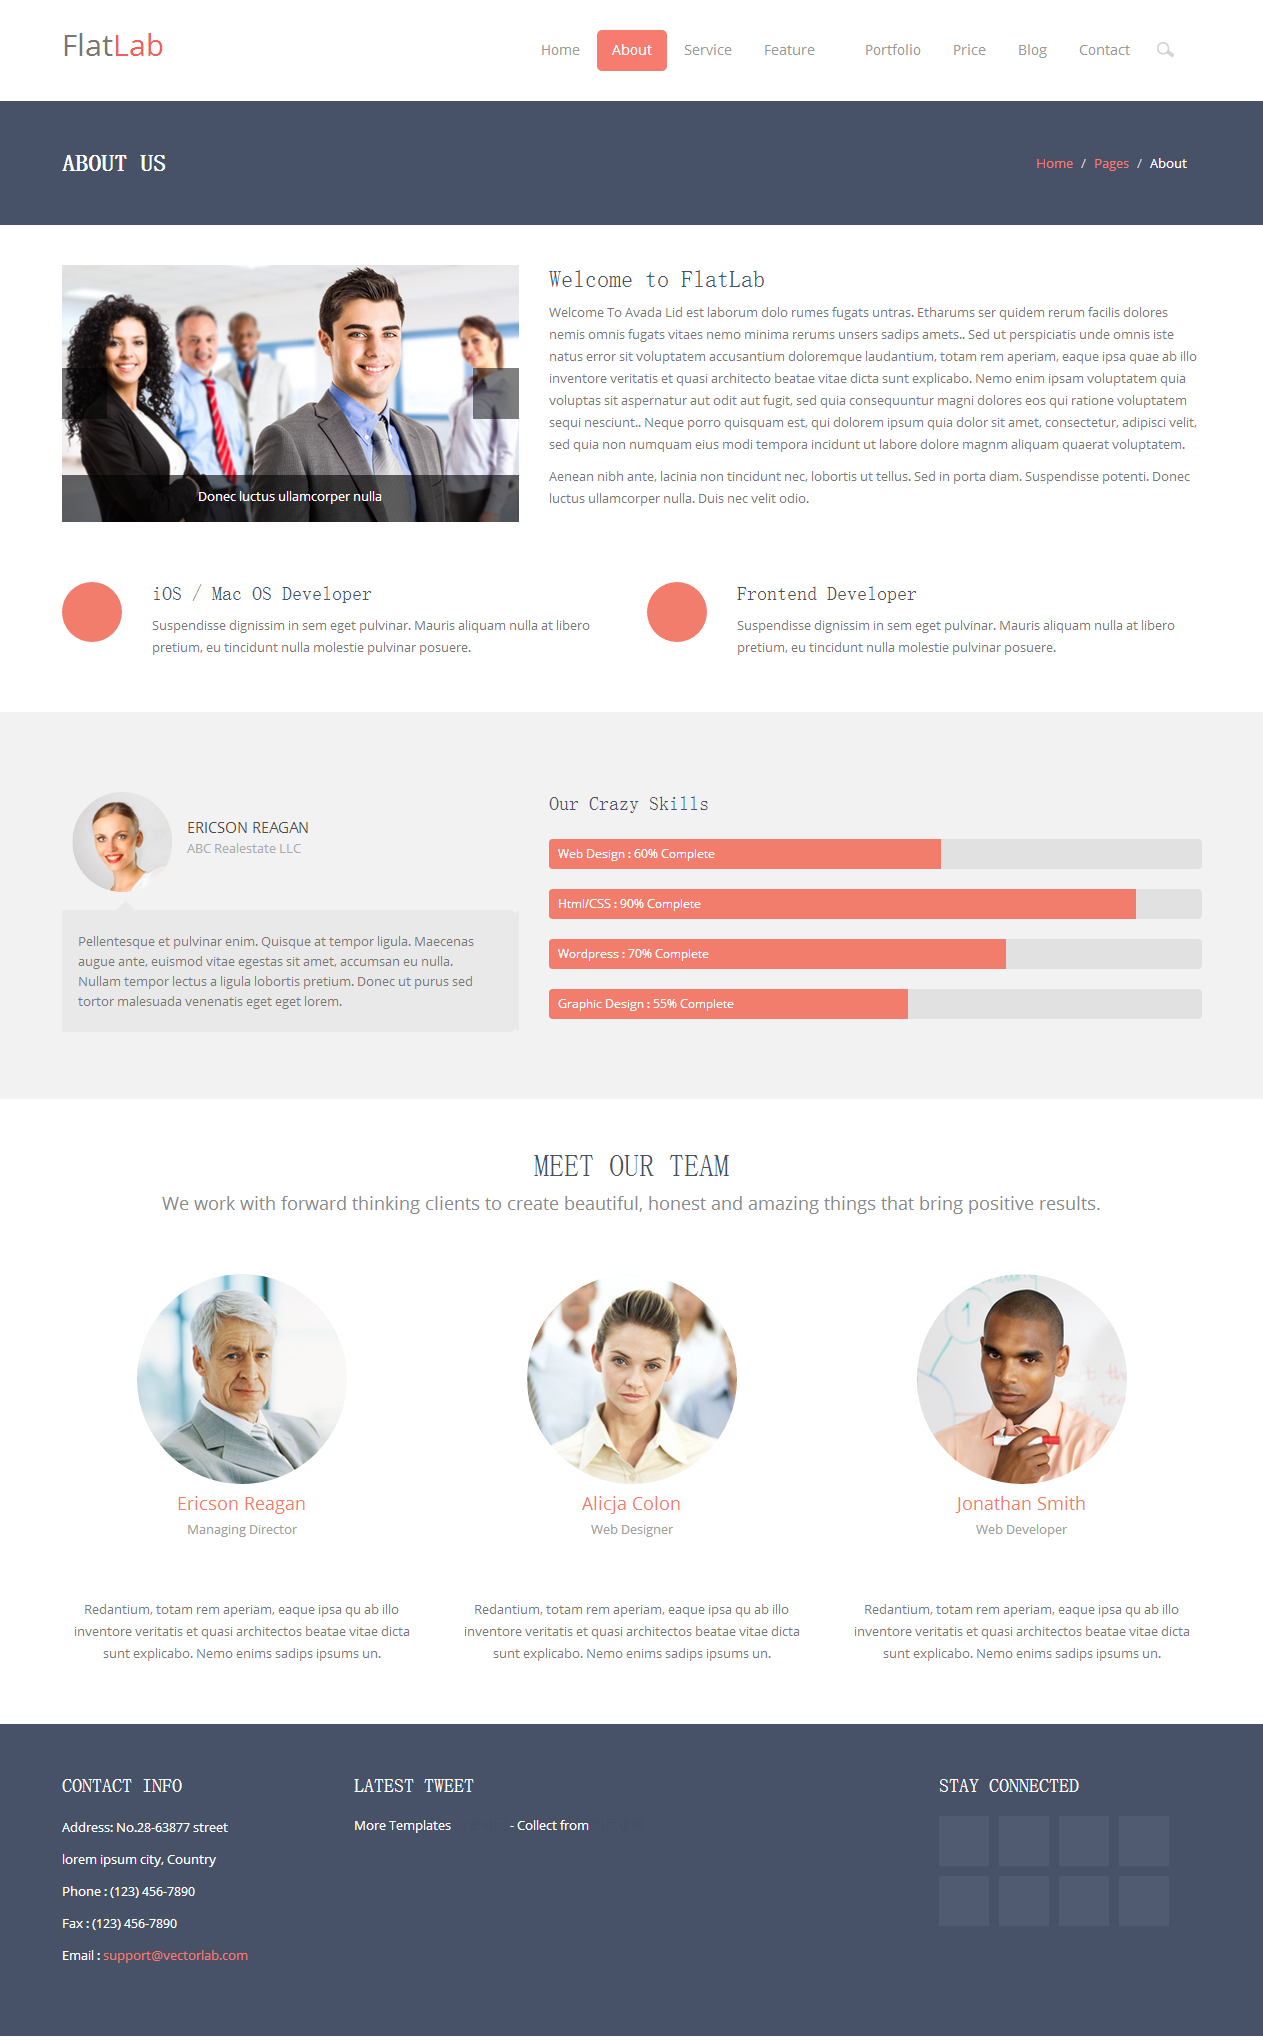 FlatLab
Home About Service Feature Portfolio Price Blog Contact
ABOUT US
Home / Pages / About
Donec luctus ullamcorper nulla
Welcome to FlatLab
Welcome To Avada Lid est laborum dolo rumes fugats untras. Etharums ser quidem rerum facilis dolores
nemis omnis fugats vitaes nemo minima rerums unsers sadips amets.. Sed ut perspiciatis unde omnis iste
natus error sit voluptatem accusantium doloremque laudantium, totam rem aperiam, eaque ipsa quae ab illo
inventore veritatis et quasi architecto beatae vitae dicta sunt explicabo. Nemo enim ipsam voluptatem quia
voluptas sit aspernatur aut odit aut fugit, sed quia consequuntur magni dolores eos qui ratione voluptatem
sequi nesciunt.. Neque porro quisquam est, qui dolorem ipsum quia dolor sit amet, consectetur, adipisci velit,
sed quia non numquam eius modi tempora incidunt ut labore dolore magnm aliquam quaerat voluptatem.
Aenean nibh ante, lacinia non tincidunt nec, lobortis ut tellus. Sed in porta diam. Suspendisse potenti. Donec
luctus ullamcorper nulla. Duis nec velit odio.
iOS / Mac OS Developer
Suspendisse dignissim in sem eget pulvinar. Mauris aliquam nulla at libero
pretium, eu tincidunt nulla molestie pulvinar posuere.
Frontend Developer
Suspendisse dignissim in sem eget pulvinar. Mauris aliquam nulla at libero
pretium, eu tincidunt nulla molestie pulvinar posuere.
ERICSON REAGAN
ABC Realestate LLC
Pellentesque et pulvinar enim. Quisque at tempor ligula. Maecenas
augue ante, euismod vitae egestas sit amet, accumsan eu nulla.
Nullam tempor lectus a ligula lobortis pretium. Donec ut purus sed
tortor malesuada venenatis eget eget lorem.
Our Crazy Skills
Web Design : 60% Complete
Html/CSS : 90% Complete
Wordpress : 70% Complete
Graphic Design : 55% Complete
MEET OUR TEAM
We work with forward thinking clients to create beautiful, honest and amazing things that bring positive results.
Ericson Reagan
Managing Director
Redantium, totam rem aperiam, eaque ipsa qu ab illo
inventore veritatis et quasi architectos beatae vitae dicta
sunt explicabo. Nemo enims sadips ipsums un.
Alicja Colon
Web Designer
Redantium, totam rem aperiam, eaque ipsa qu ab illo
inventore veritatis et quasi architectos beatae vitae dicta
sunt explicabo. Nemo enims sadips ipsums un.
Jonathan Smith
Web Developer
Redantium, totam rem aperiam, eaque ipsa qu ab illo
inventore veritatis et quasi architectos beatae vitae dicta
sunt explicabo. Nemo enims sadips ipsums un.
CONTACT INFO
Address: No.28-63877 street
lorem ipsum city, Country
Phone : (123) 456-7890
Fax : (123) 456-7890
Email : support@vectorlab.com
LATEST TWEET
More Templates - Collect from
STAY CONNECTED